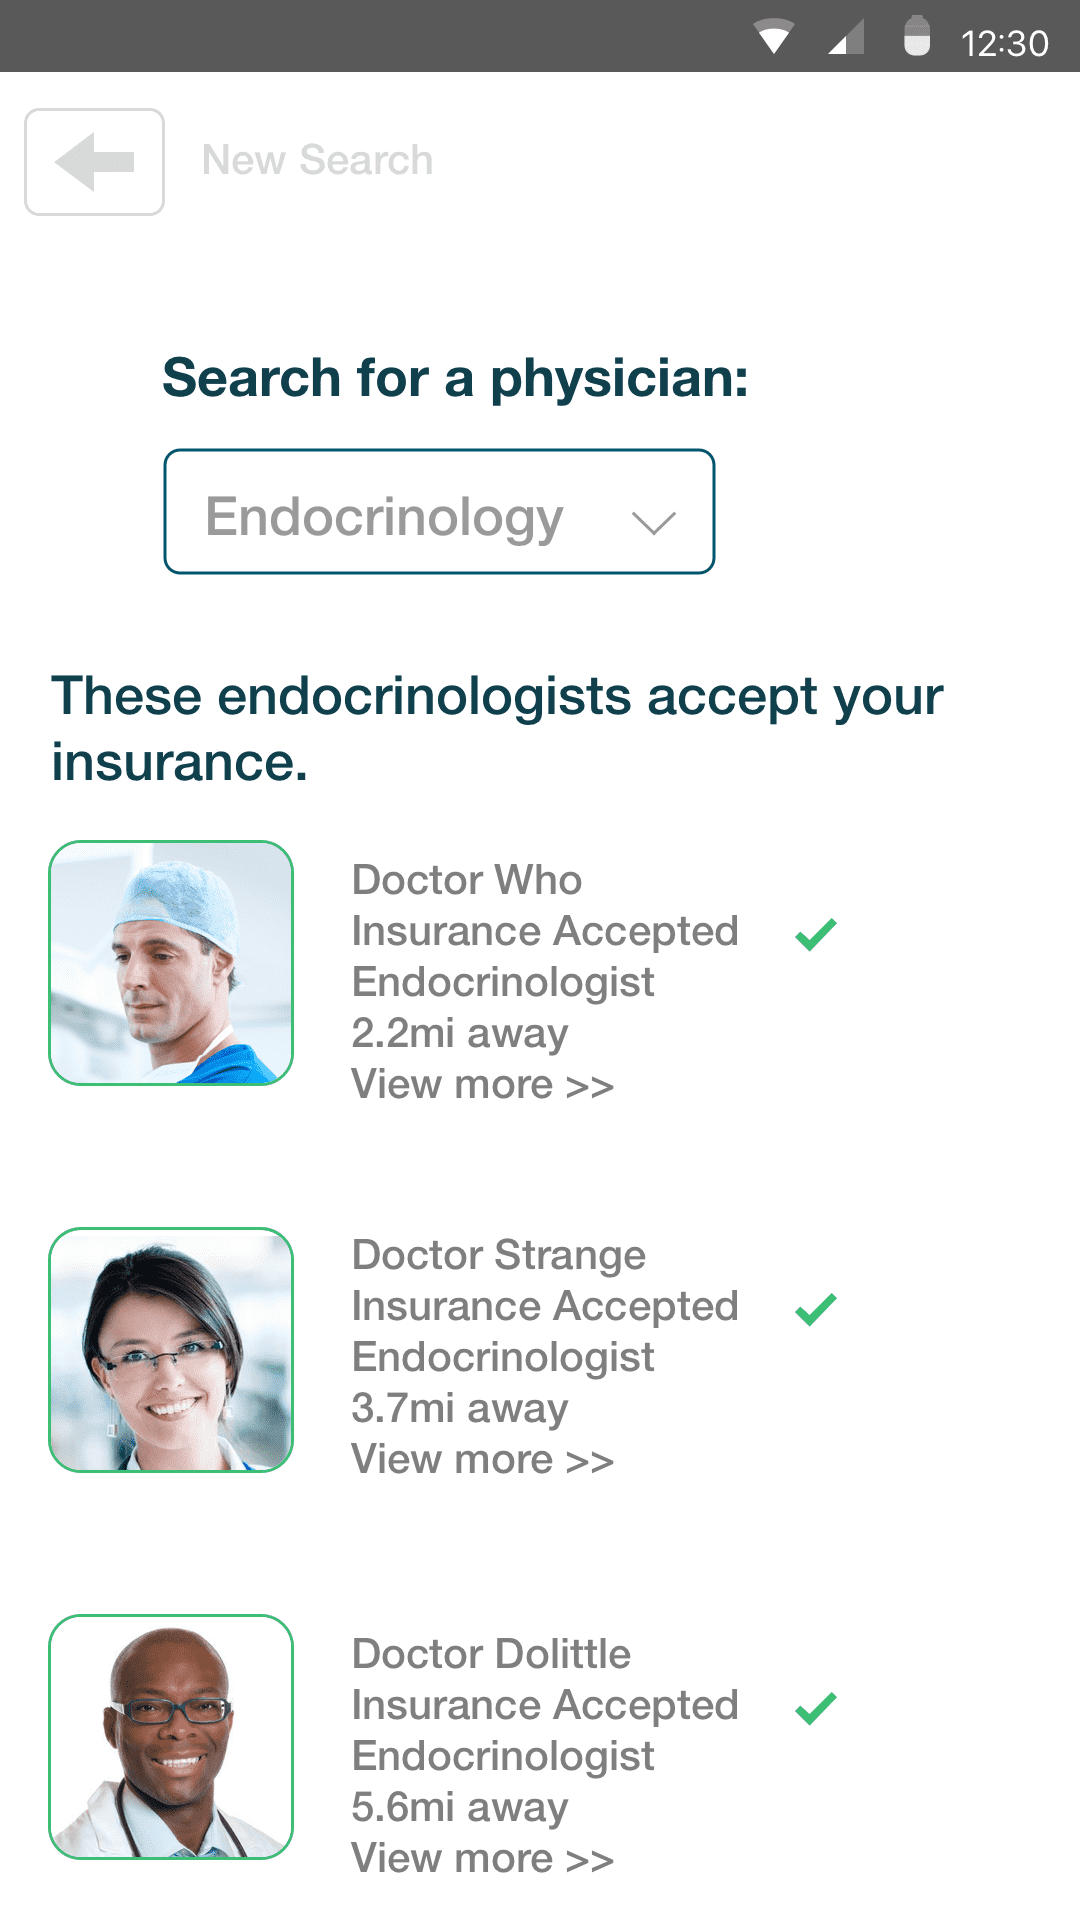 12:30
New Search
Search for a physician:
Endocrinology
These endocrinologists accept your
insurance.
Doctor Who
Insurance Accepted
Endocrinologist
2.2mi away
View more >>
Doctor Strange
Insurance Accepted
Endocrinologist
3.7mi away
View more >>
Doctor Dolittle
Insurance Accepted
Endocrinologist
5.6mi away
View more >>